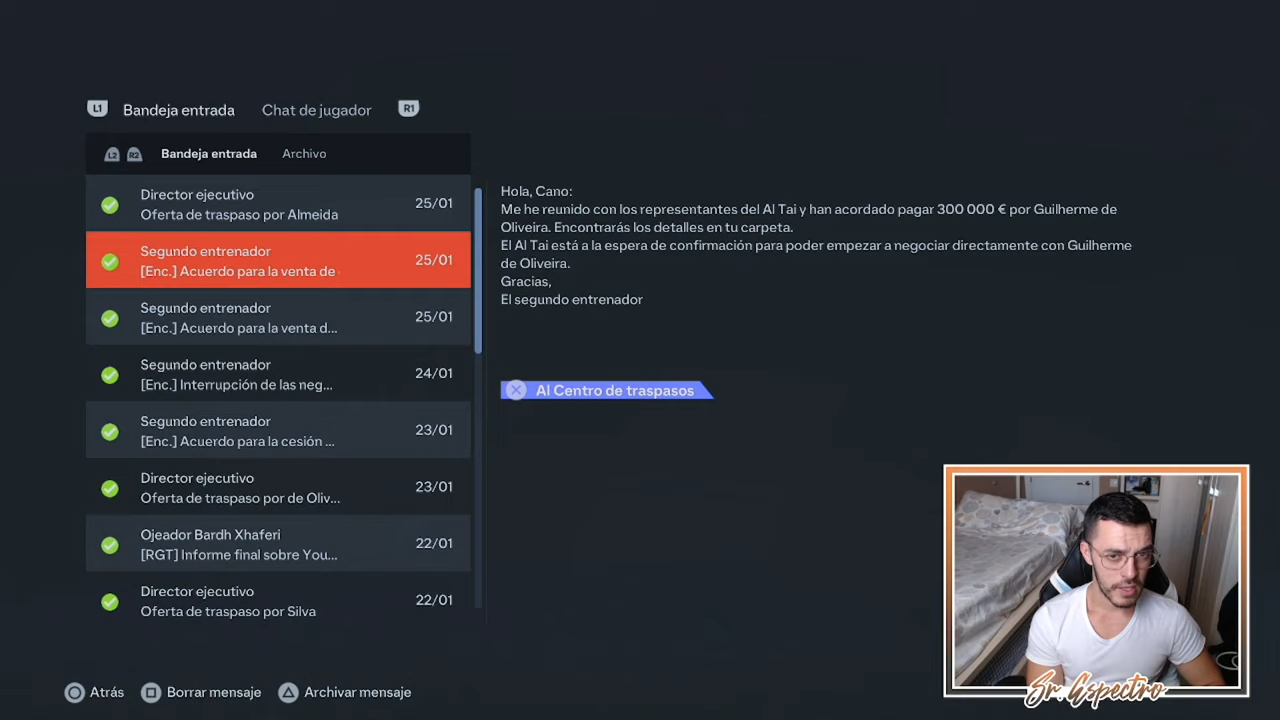 L1 Bandeja entrada Chat de jugador R1
L2 R2 Bandeja entrada Archivo
Director ejecutivo
Oferta de traspaso por Almeida
25/01
Segundo entrenador
[Enc.] Acuerdo para la venta de
25/01
Segundo entrenador
[Enc.] Acuerdo para la venta d...
25/01
Segundo entrenador
[Enc.] Interrupción de las neg...
24/01
Segundo entrenador
[Enc.] Acuerdo para la cesión ...
23/01
Director ejecutivo
Oferta de traspaso por de Oliv...
23/01
Ojeador Bardh Xhaferi
[RGT] Informe final sobre You...
22/01
Director ejecutivo
Oferta de traspaso por Silva
22/01
Hola, Cano:
Me he reunido con los representantes del Al Tai y han acordado pagar 300 000 € por Guilherme de
Oliveira. Encontrarás los detalles en tu carpeta.
El Al Tai está a la espera de confirmación para poder empezar a negociar directamente con Guilherme
de Oliveira.
Gracias,
El segundo entrenador
Al Centro de traspasos
Atrás Borrar mensaje Archivar mensaje
Sr. Espectro